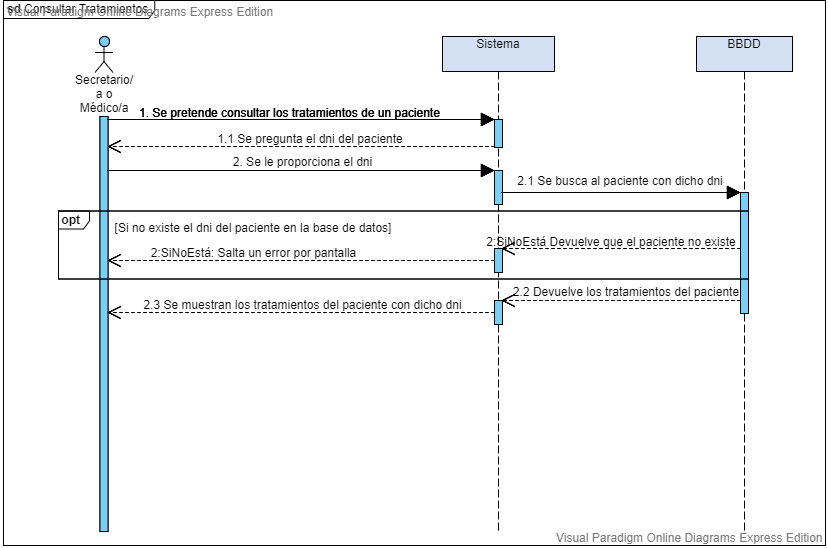 sd Consultar Tratamientos
Visual Paradigm Online Diagrams Express Edition
Secretario/
a o
Médico/a
Sistema
BBDD
1. Se pretende consultar los tratamientos de un paciente
1.1 Se pregunta el dni del paciente
2. Se le proporciona el dni
2.1 Se busca al paciente con dicho dni
opt
[Si no existe el dni del paciente en la base de datos]
2:SiNoEstá Devuelve que el paciente no existe
2:SiNoEstá: Salta un error por pantalla
2.2 Devuelve los tratamientos del paciente
2.3 Se muestran los tratamientos del paciente con dicho dni
Visual Paradigm Online Diagrams Express Edition